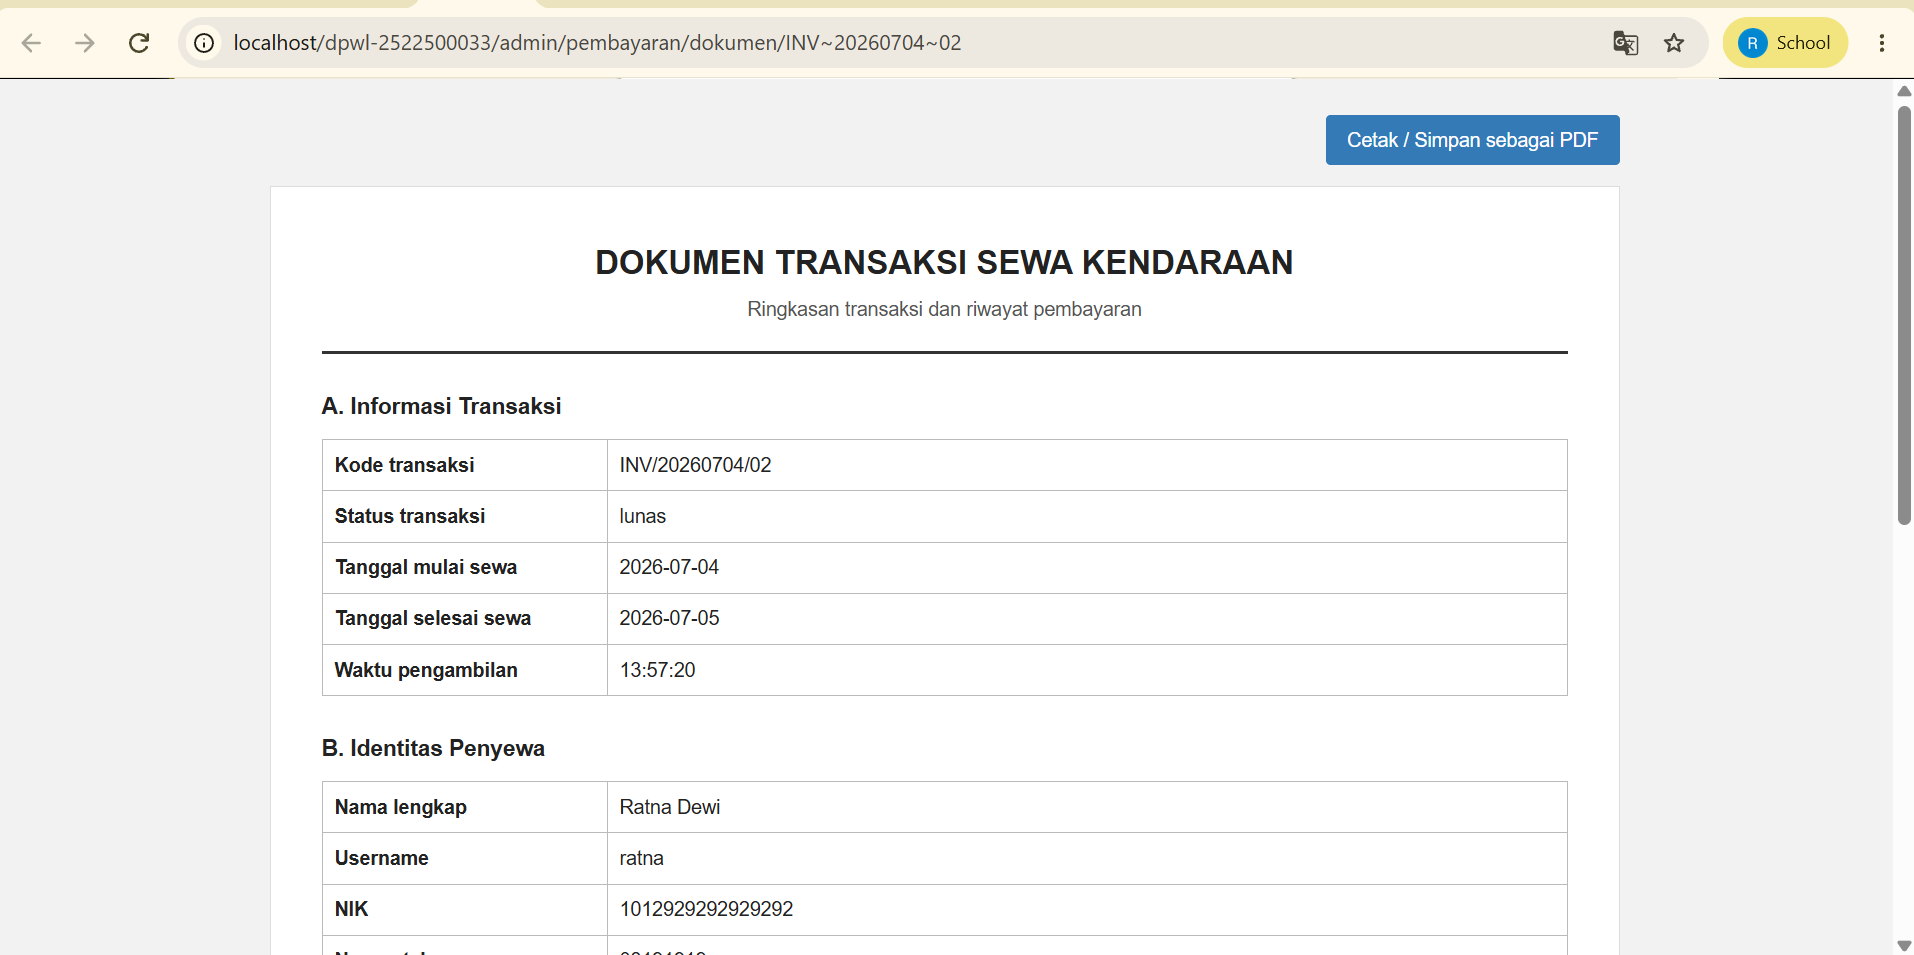 localhost/dpwl-2522500033/admin/pembayaran/dokumen/INV~20260704~02
R School
Cetak / Simpan sebagai PDF
DOKUMEN TRANSAKSI SEWA KENDARAAN
Ringkasan transaksi dan riwayat pembayaran
A. Informasi Transaksi
Kode transaksi INV/20260704/02
Status transaksi lunas
Tanggal mulai sewa 2026-07-04
Tanggal selesai sewa 2026-07-05
Waktu pengambilan 13:57:20
B. Identitas Penyewa
Nama lengkap Ratna Dewi
Username ratna
NIK 1012929292929292